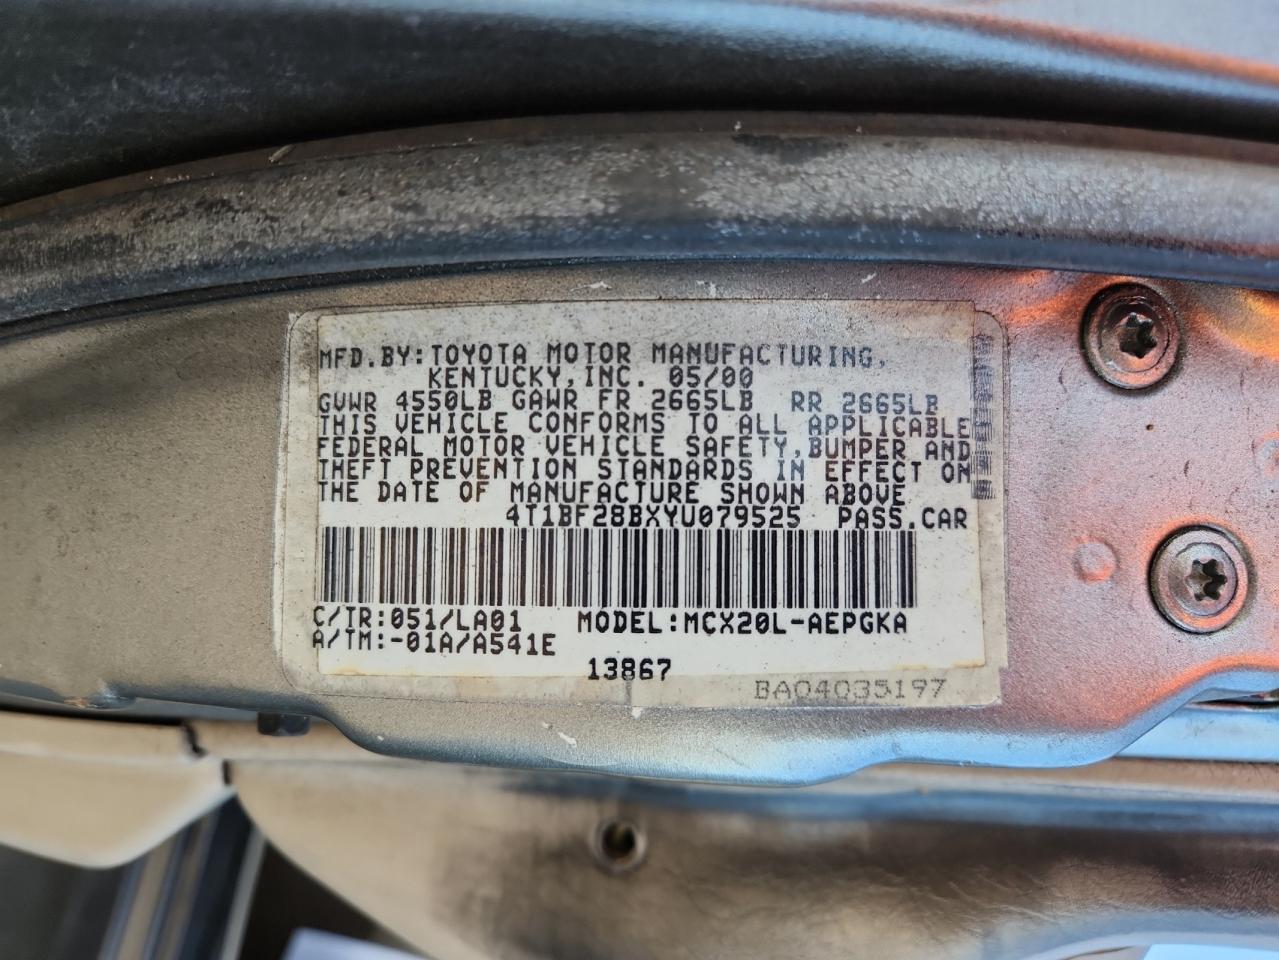 MFD.BY:TOYOTA MOTOR MANUFACTURING,
KENTUCKY,INC. 05/00
GVWR 4550LB GAWR FR 2665LB RR 2665LB
THIS VEHICLE CONFORMS TO ALL APPLICABLE
FEDERAL MOTOR VEHICLE SAFETY,BUMPER AND
THEFT PREVENTION STANDARDS IN EFFECT ON
THE DATE OF MANUFACTURE SHOWN ABOVE
4T1BF28BXYU079525 PASS.CAR
C/TR:051/LA01 MODEL:MCX20L-AEPGKA
A/TM:-01A/A541E
13867
BA04035197